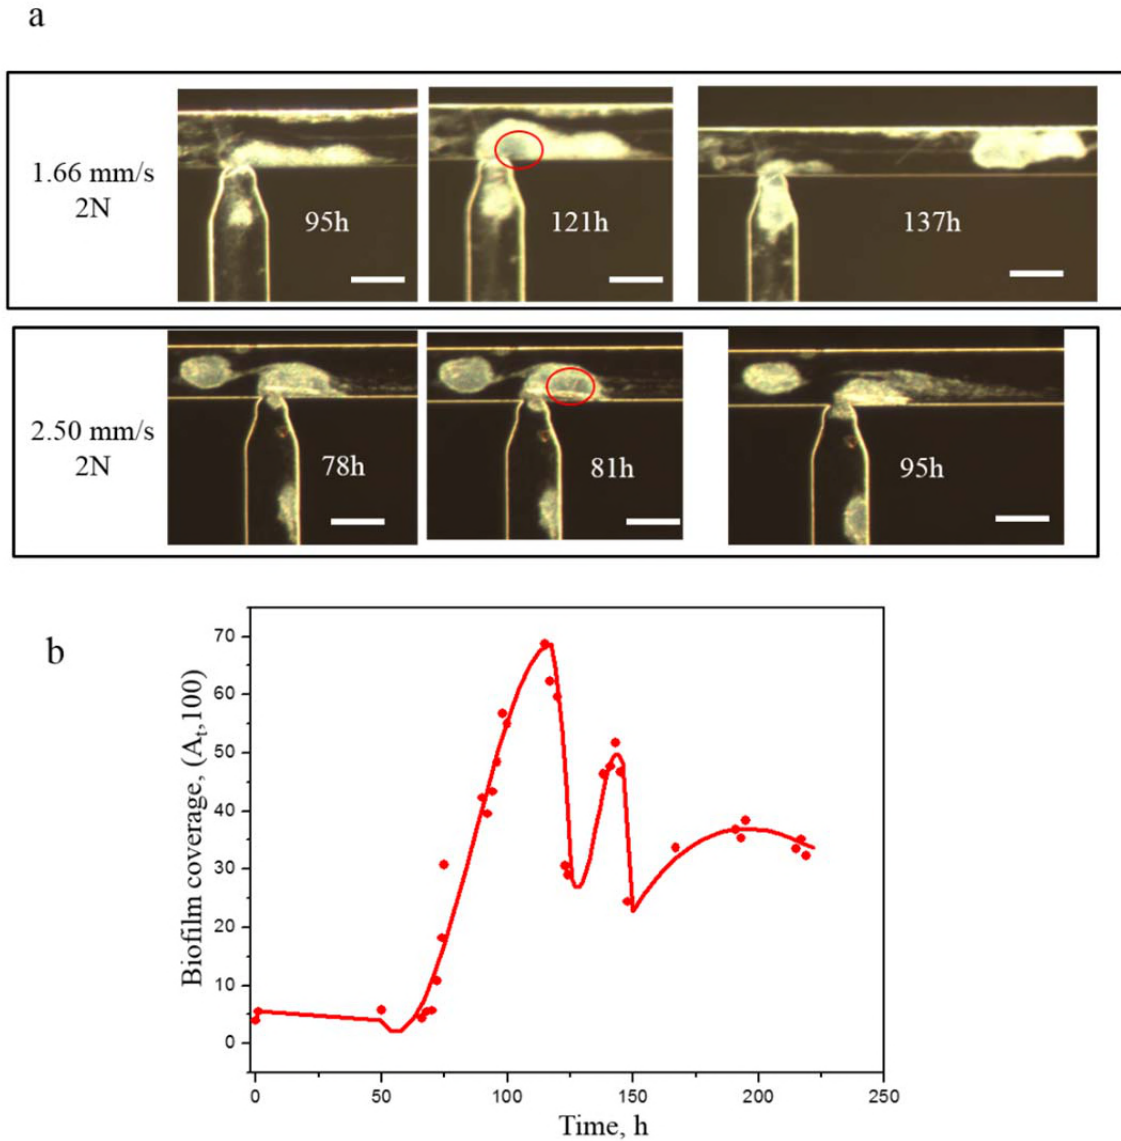 a
1.66 mm/s
2N
95h
121h
137h
2.50 mm/s
2N
78h
81h
95h
b
Biofilm coverage, (At,100)
70
60
50
40
30
20
10
0
0
50
100
150
200
250
Time, h